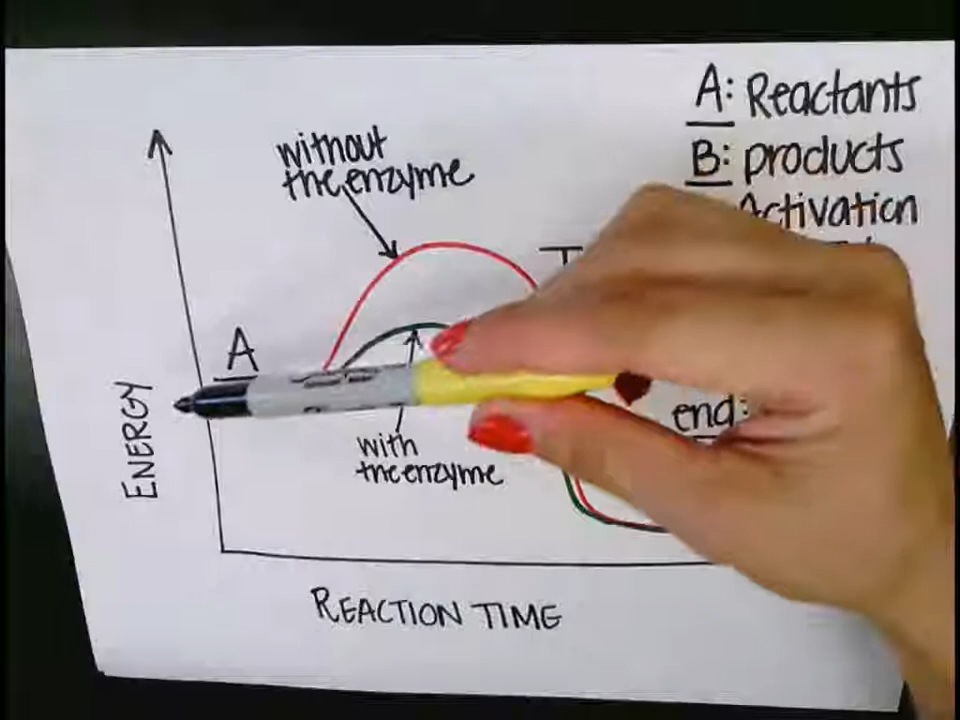 A: Reactants
B: products
Activation
without
the enzyme
A
ENERGY
with
the enzyme
end:
REACTION TIME